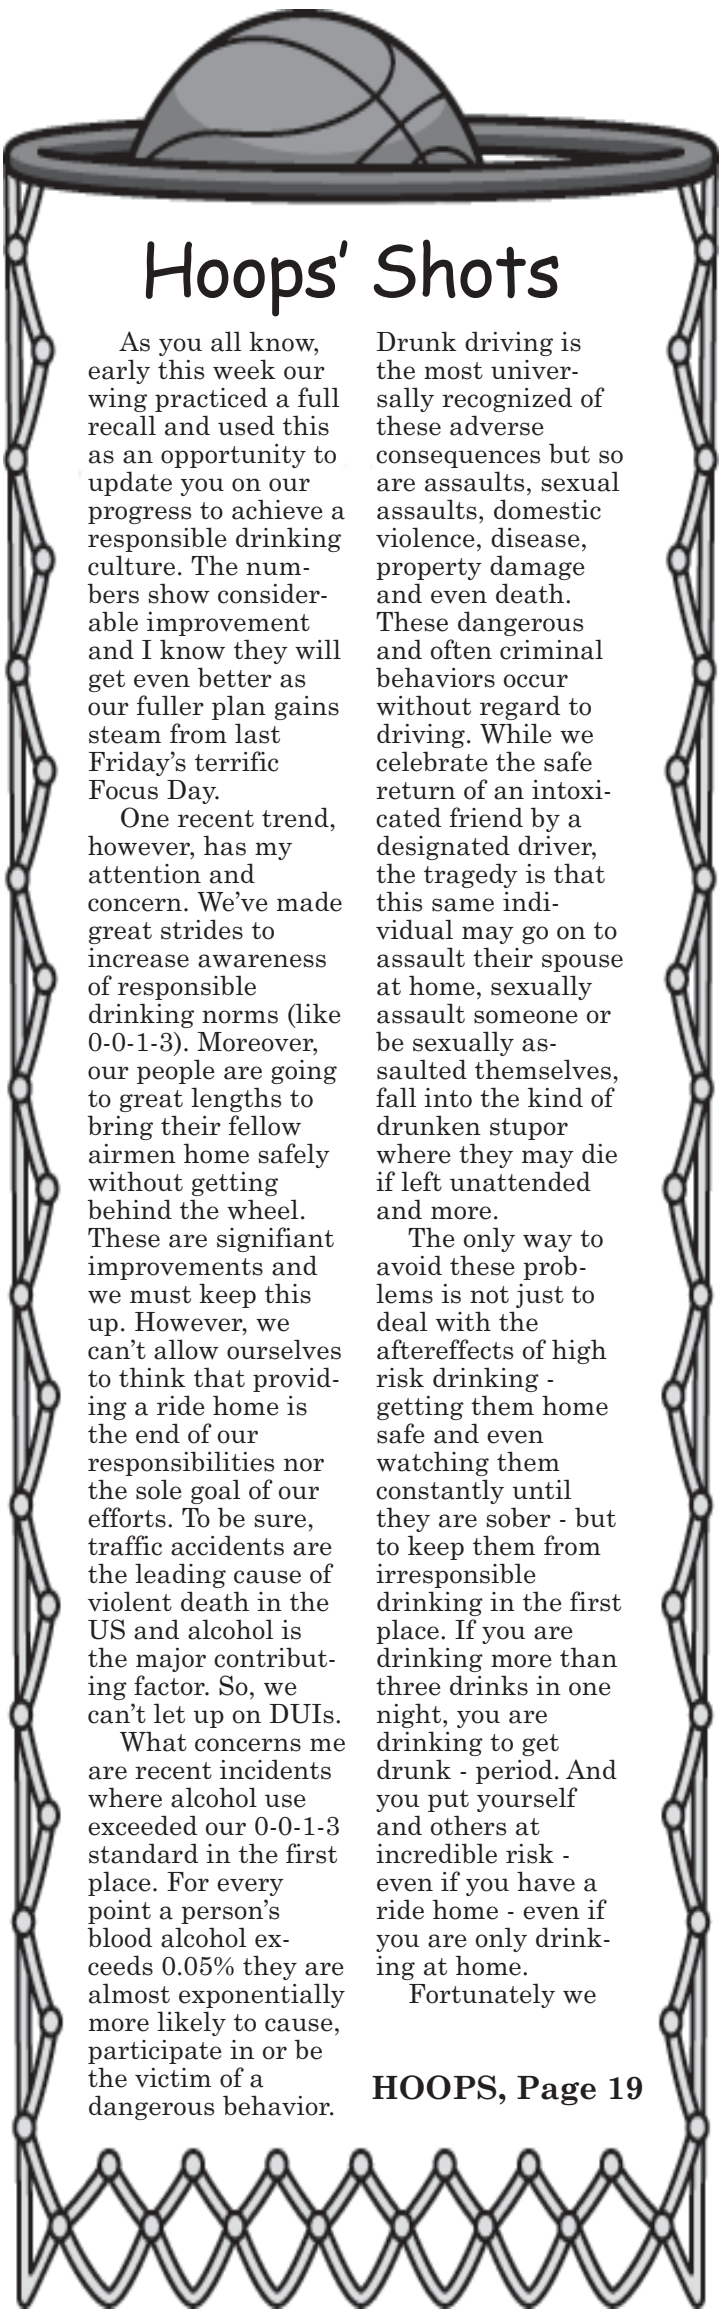 Hoops' Shots
As you all know,
early this week our
wing practiced a full
recall and used this
as an opportunity to
update you on our
progress to achieve a
responsible drinking
culture. The num-
bers show consider-
able improvement
and I know they will
get even better as
our fuller plan gains
steam from last
Friday's terrific
Focus Day.
One recent trend,
however, has my
attention and
concern. We've made
great strides to
increase awareness
of responsible
drinking norms (like
0-0-1-3). Moreover,
our people are going
to great lengths to
bring their fellow
airmen home safely
without getting
behind the wheel.
These are signifiant
improvements and
we must keep this
up. However, we
can't allow ourselves
to think that provid-
ing a ride home is
the end of our
responsibilities nor
the sole goal of our
efforts. To be sure,
traffic accidents are
the leading cause of
violent death in the
US and alcohol is
the major contribut-
ing factor. So, we
can't let up on DUIs.
What concerns me
are recent incidents
where alcohol use
exceeded our 0-0-1-3
standard in the first
place. For every
point a person's
blood alcohol ex-
ceeds 0.05% they are
almost exponentially
more likely to cause,
participate in or be
the victim of a
dangerous behavior.
Drunk driving is
the most univer-
sally recognized of
these adverse
consequences but so
are assaults, sexual
assaults, domestic
violence, disease,
property damage
and even death.
These dangerous
and often criminal
behaviors occur
without regard to
driving. While we
celebrate the safe
return of an intoxi-
cated friend by a
designated driver,
the tragedy is that
this same indi-
vidual may go on to
assault their spouse
at home, sexually
assault someone or
be sexually as-
saulted themselves,
fall into the kind of
drunken stupor
where they may die
if left unattended
and more.
The only way to
avoid these prob-
lems is not just to
deal with the
aftereffects of high
risk drinking -
getting them home
safe and even
watching them
constantly until
they are sober - but
to keep them from
irresponsible
drinking in the first
place. If you are
drinking more than
three drinks in one
night, you are
drinking to get
drunk - period. And
you put yourself
and others at
incredible risk -
even if you have a
ride home - even if
you are only drink-
ing at home.
Fortunately we
HOOPS, Page 19